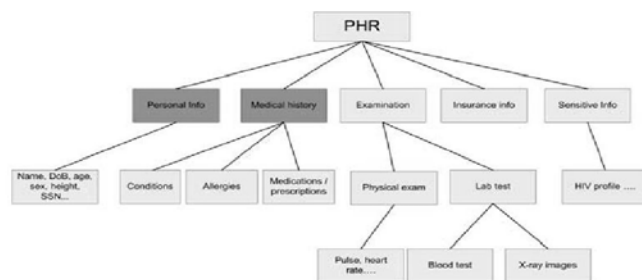 PHR
Personal Info
Medical history
Examination
Insurance info
Sensitive Info
Name, DoB, age,
sex, height,
SSN...
Conditions
Allergies
Medications /
prescriptions
Physical exam
Lab test
HIV profile ....
Pulse, heart
rate....
Blood test
X-ray images